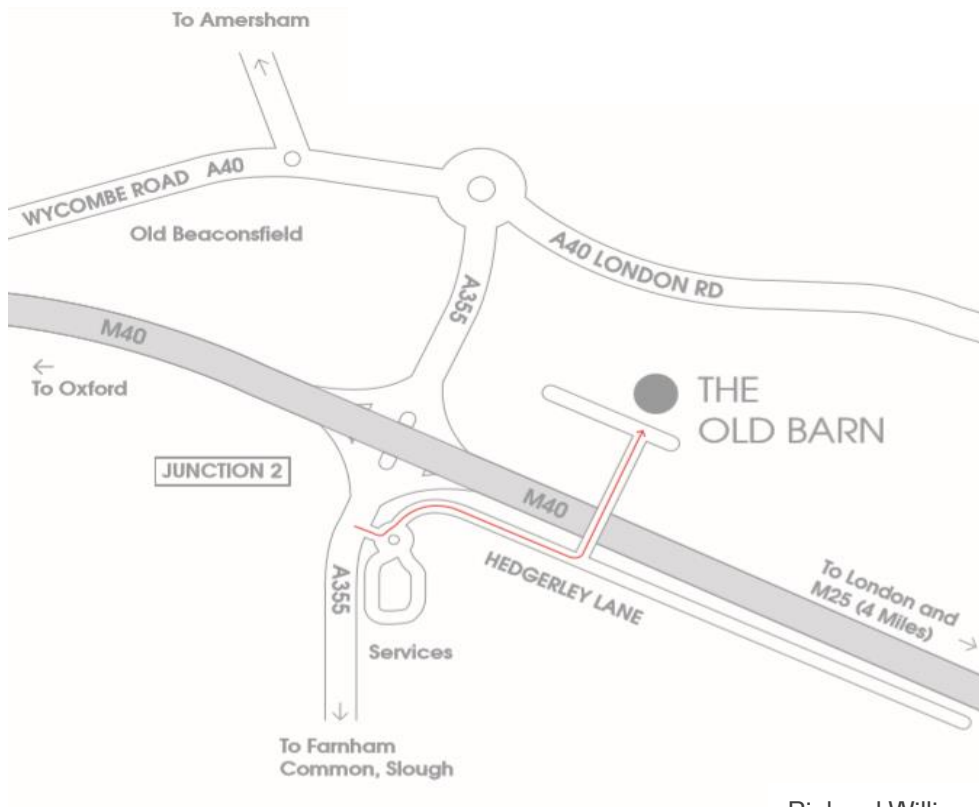 To Amersham
WYCOMBE ROAD A40
Old Beaconsfield
A40 LONDON RD
A355
M40
To Oxford
THE
OLD BARN
JUNCTION 2
M40
HEDGERLEY LANE
A355
To London and
M25 (4 Miles)
Services
To Farnham
Common, Slough